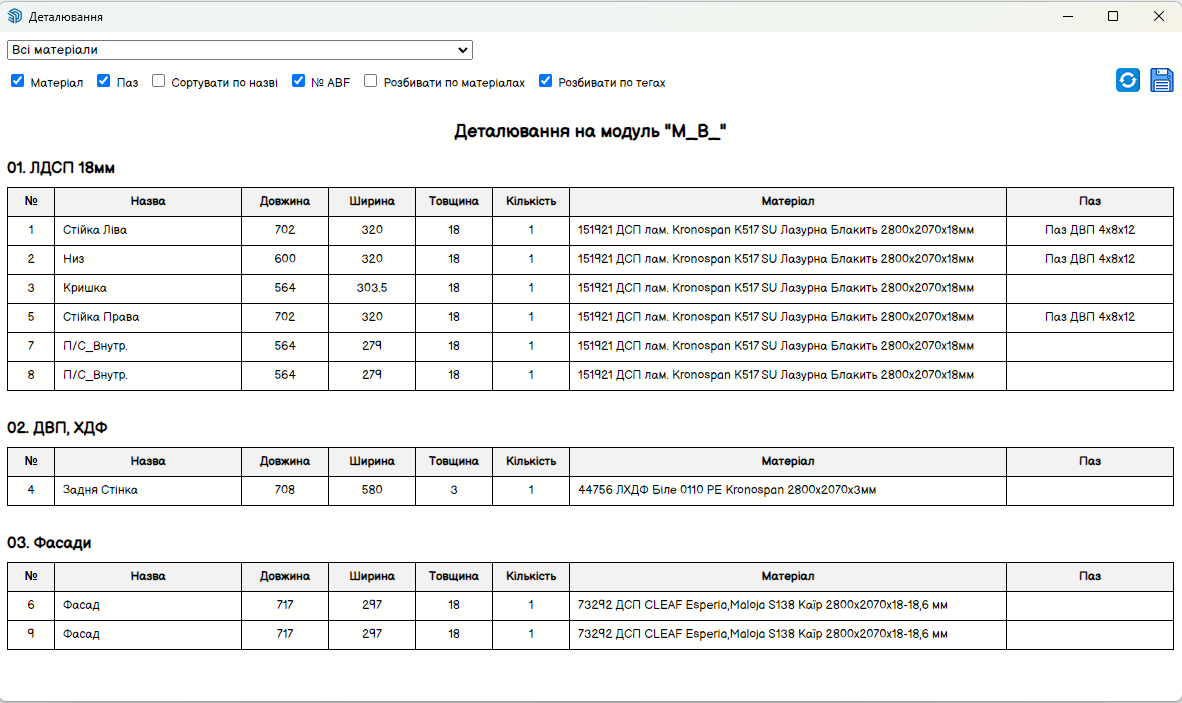 Деталювання
Всі матеріали
Матеріал Паз Сортувати по назві № ABF Розбивати по матеріалах Розбивати по тегах
Деталювання на модуль "М_В_"
01. ЛДСП 18мм
№ Назва Довжина Ширина Товщина Кількість Матеріал Паз
1 Стійка Ліва 702 320 18 1 151921 ДСП лам. Kronospan K517 SU Лазурна Блакить 2800x2070x18мм Паз ДВП 4x8x12
2 Низ 600 320 18 1 151921 ДСП лам. Kronospan K517 SU Лазурна Блакить 2800x2070x18мм Паз ДВП 4x8x12
3 Кришка 564 303.5 18 1 151921 ДСП лам. Kronospan K517 SU Лазурна Блакить 2800x2070x18мм
5 Стійка Права 702 320 18 1 151921 ДСП лам. Kronospan K517 SU Лазурна Блакить 2800x2070x18мм Паз ДВП 4x8x12
7 П/С_Внутр. 564 279 18 1 151921 ДСП лам. Kronospan K517 SU Лазурна Блакить 2800x2070x18мм
8 П/С_Внутр. 564 279 18 1 151921 ДСП лам. Kronospan K517 SU Лазурна Блакить 2800x2070x18мм
02. ДВП, ХДФ
№ Назва Довжина Ширина Товщина Кількість Матеріал Паз
4 Задня Стінка 708 580 3 1 44756 ЛХДФ Біле 0110 PE Kronospan 2800x2070x3мм
03. Фасади
№ Назва Довжина Ширина Товщина Кількість Матеріал Паз
6 Фасад 717 297 18 1 73292 ДСП CLEAF Esperia,Maloja S138 Каїр 2800x2070x18-18,6 мм
9 Фасад 717 297 18 1 73292 ДСП CLEAF Esperia,Maloja S138 Каїр 2800x2070x18-18,6 мм